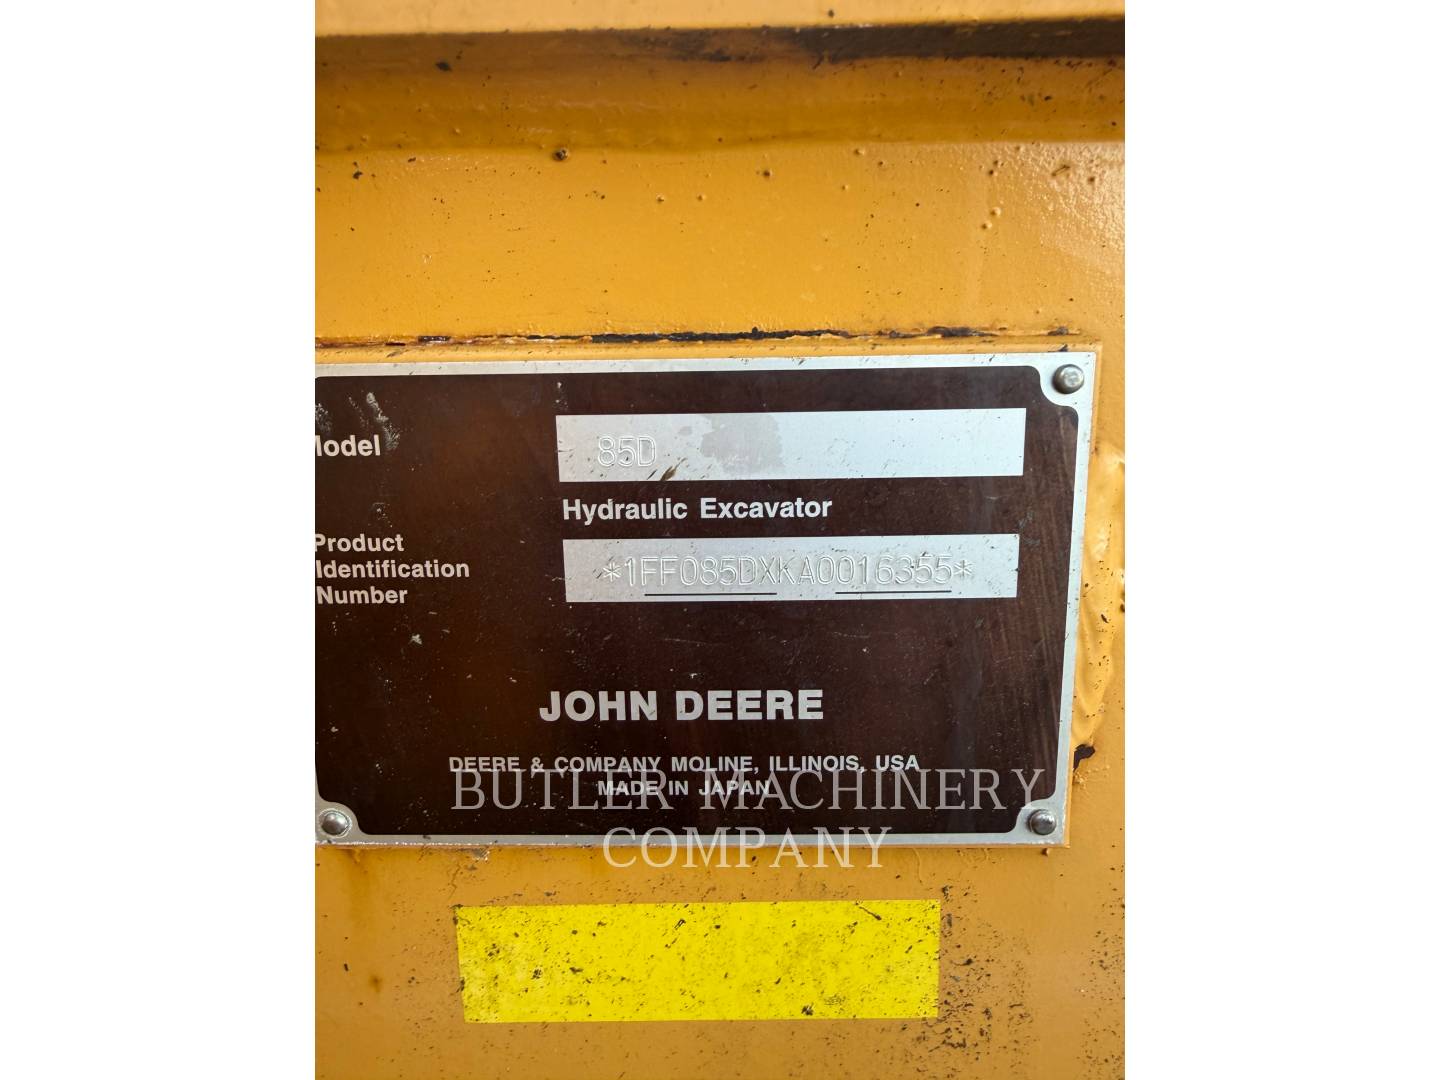 Model
85D
Hydraulic Excavator
Product
Identification
Number
*1FF085DXKA0016355*
JOHN DEERE
DEERE & COMPANY MOLINE, ILLINOIS, USA
MADE IN JAPAN
BUTLER MACHINERY
COMPANY